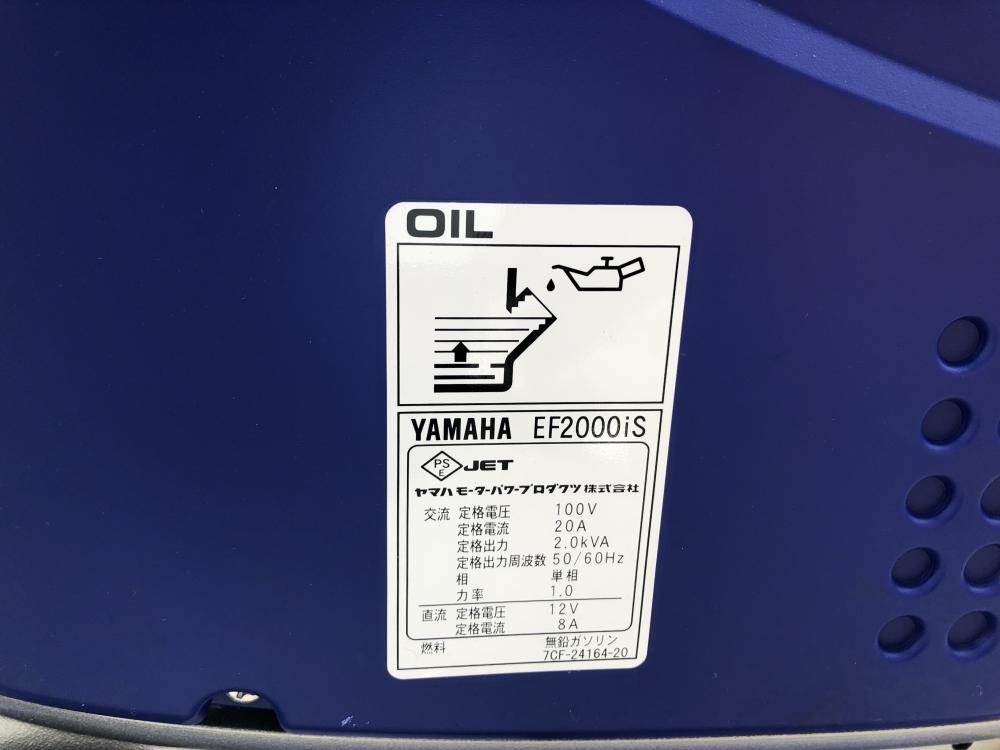 OIL
YAMAHA EF2000iS
PS E JET
ヤマハモーターパワープロダクツ株式会社
交流 定格電圧 100V
定格電流 20A
定格出力 2.0kVA
定格出力周波数 50/60Hz
相 単相
力率 1.0
直流 定格電圧 12V
定格電流 8A
燃料 無鉛ガソリン
7CF-24164-20